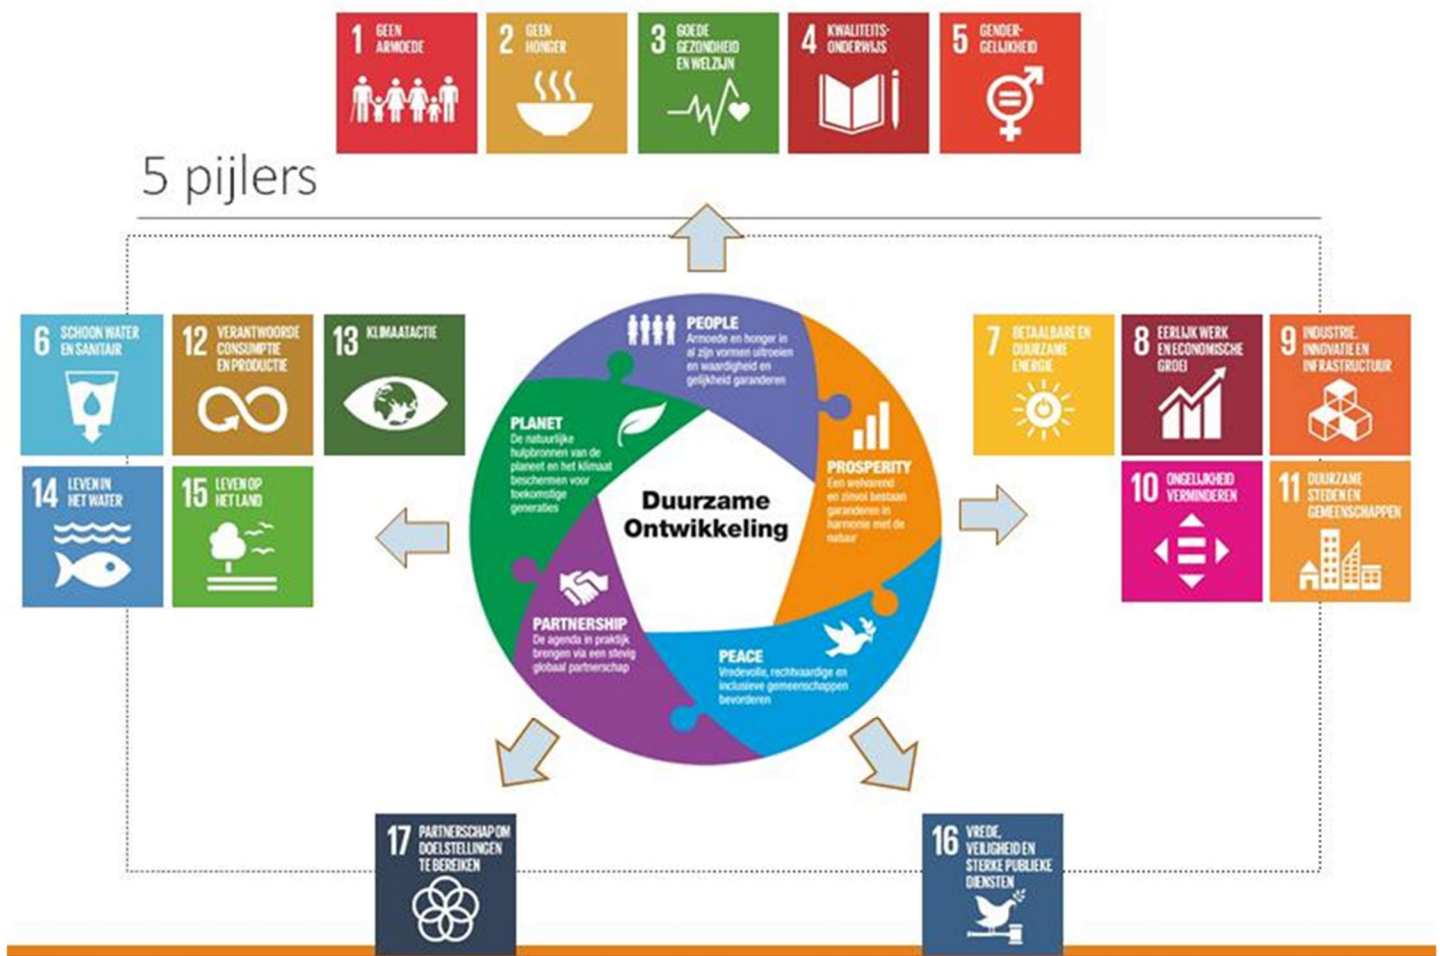 1 GEEN
ARMOEDE
2 GEEN
HONGER
3 GOEDE
GEZONDHEID
EN WELZIJN
4 KWALITEITS-
ONDERWIJS
5 GENDER-
GELIJKHEID
5 pijlers
6 SCHOON WATER
EN SANITAIR
12 VERANTWOORDE
CONSUMPTIE
EN PRODUCTIE
13 KLIMAATACTIE
14 LEVEN IN
HET WATER
15 LEVEN OP
HET LAND
PEOPLE
Armoede en honger in
al zijn vormen uitroeien
en waardigheid en
gelijkheid garanderen
PLANET
De natuurlijke
hulpbronnen van de
planeet en het klimaat
beschermen voor
toekomstige
generaties
Duurzame
Ontwikkeling
PROSPERITY
Een welvarend
en zinvol bestaan
garanderen in
harmonie met de
natuur
PARTNERSHIP
De agenda in praktijk
brengen via een stevig
globaal partnerschap
PEACE
Vredevolle, rechtvaardige en
inclusieve gemeenschappen
bevorderen
7 BETAALBARE EN
DUURZAME
ENERGIE
8 EERLIJK WERK
EN ECONOMISCHE
GROEI
9 INDUSTRIE,
INNOVATIE EN
INFRASTRUCTUUR
10 ONGELIJKHEID
VERMINDEREN
11 DUURZAME
STEDEN EN
GEMEENSCHAPPEN
17 PARTNERSCHAP OM
DOELSTELLINGEN
TE BEREIKEN
16 VREDE,
VEILIGHEID EN
STERKE PUBLIEKE
DIENSTEN